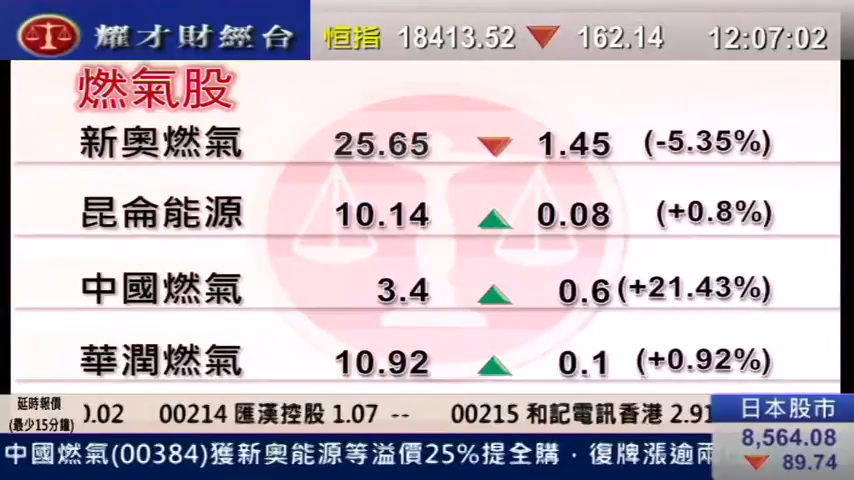 耀才財經台 恒指 18413.52 ▼ 162.14 12:07:02
燃氣股
新奧燃氣 25.65 ▼ 1.45 (-5.35%)
昆侖能源 10.14 ▲ 0.08 (+0.8%)
中國燃氣 3.4 ▲ 0.6 (+21.43%)
華潤燃氣 10.92 ▲ 0.1 (+0.92%)
延時報價
(最少15分鐘)
0.02 00214 匯漢控股 1.07 -- 00215 和記電訊香港 2.91
日本股市
8,564.08
▼ 89.74
中國燃氣(00384)獲新奧能源等溢價25%提全購．復牌漲逾兩